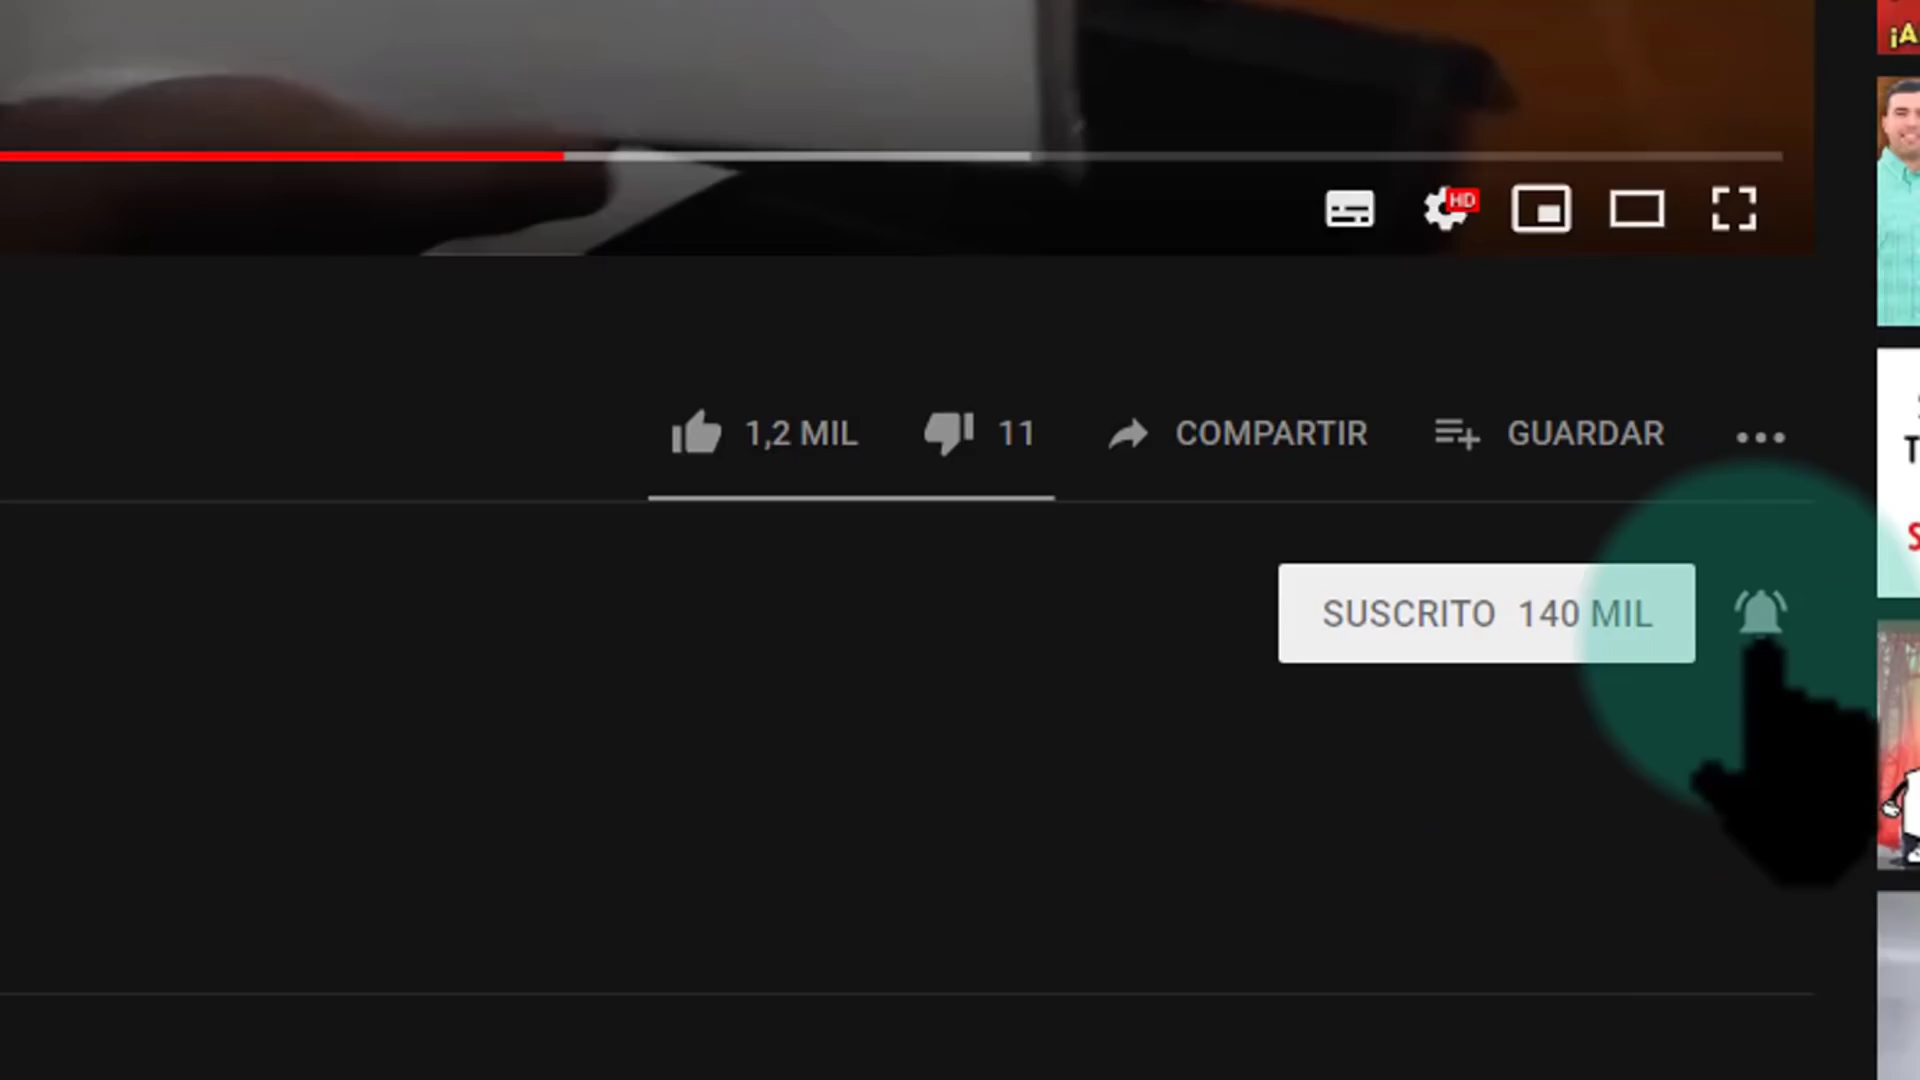 ¡A
HD
1,2 MIL 11 COMPARTIR GUARDAR
T
S
SUSCRITO 140 MIL